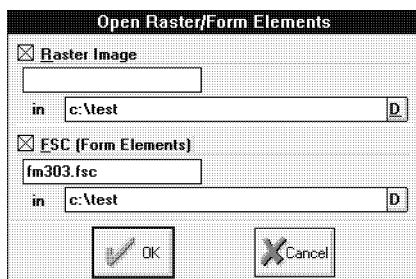 Open Raster/Form Elements
Raster Image
in c:\test D
FSC (Form Elements)
fm303.fsc
in c:\test D
OK Cancel